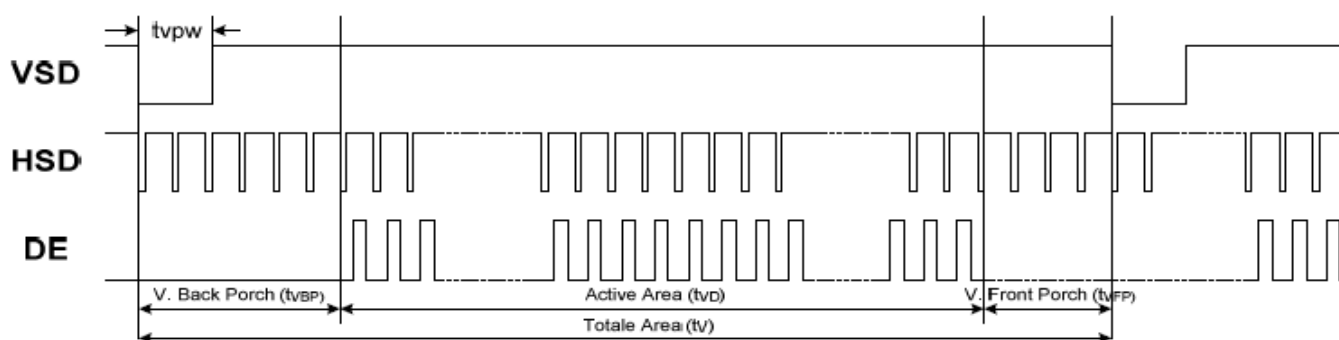 tvpw
VSD
HSD
DE
V. Back Porch (tVBP)
Active Area (tVD)
V. Front Porch (tVFP)
Totale Area (tV)